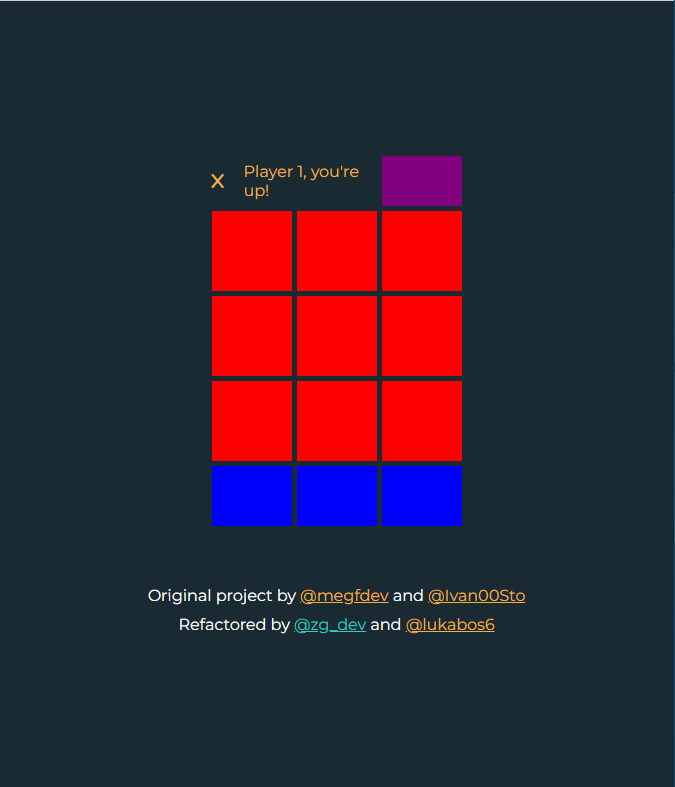 X
Player 1, you're
up!
Original project by @megfdev and @Ivan00Sto
Refactored by @zg_dev and @lukabos6